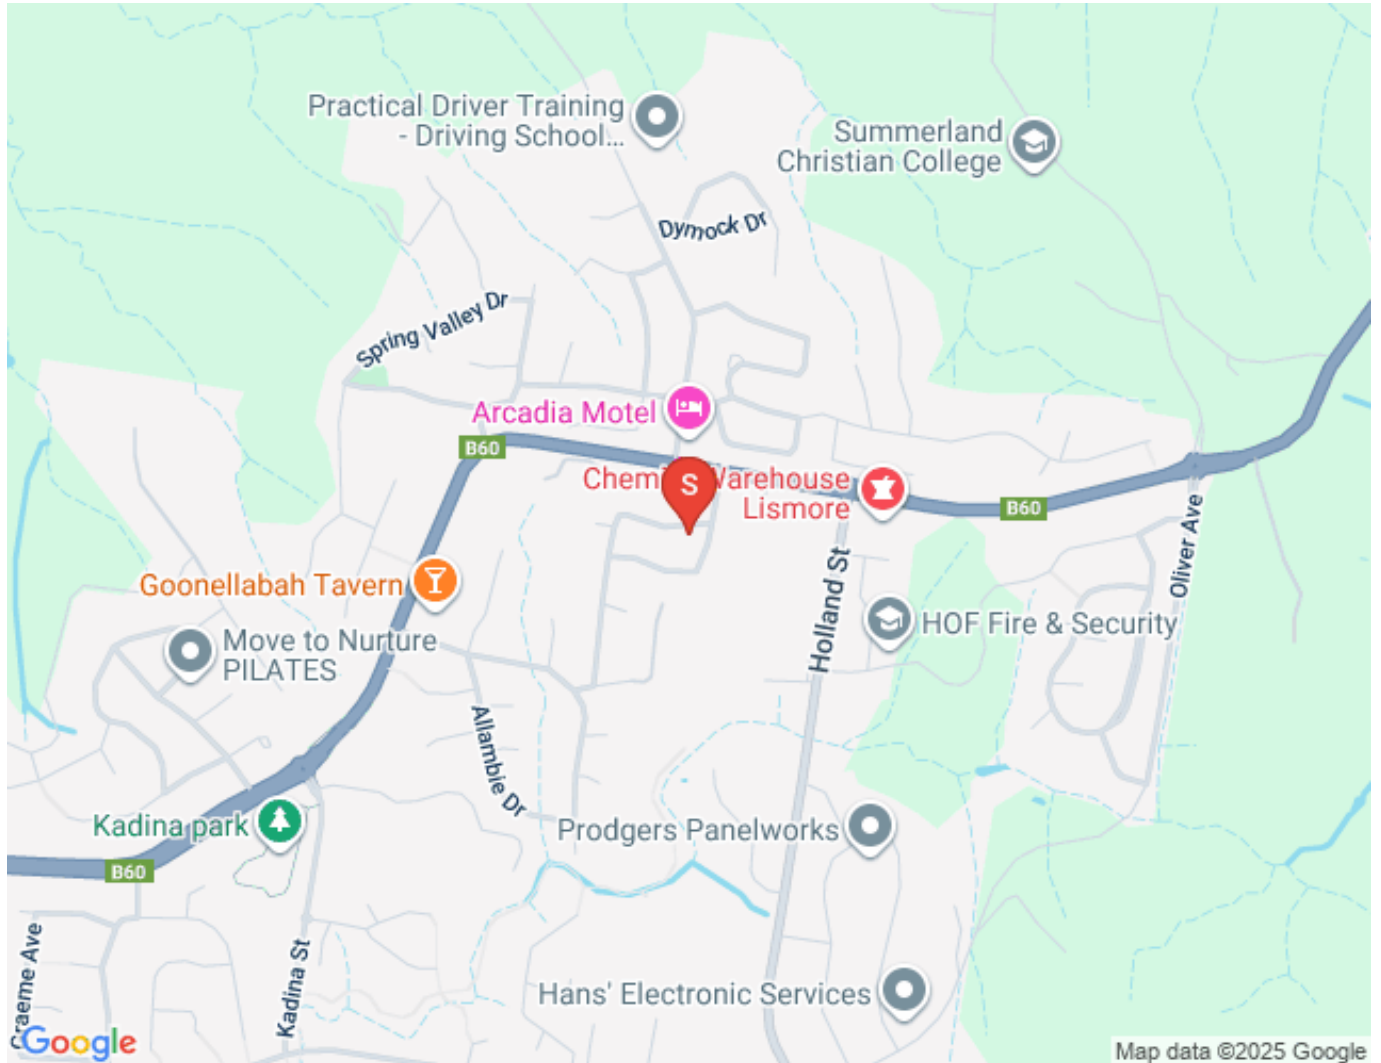 Practical Driver Training
- Driving School...
Summerland
Christian College
Dymock Dr
Spring Valley Dr
Arcadia Motel
B60
S
Warehouse
Lismore
B60
Oliver Ave
Goonellabah Tavern
Holland St
HOF Fire & Security
Move to Nurture
PILATES
Allambie Dr
Kadina park
Prodgers Panelworks
B60
Kadina St
Hans' Electronic Services
Google
Map data ©2025 Google